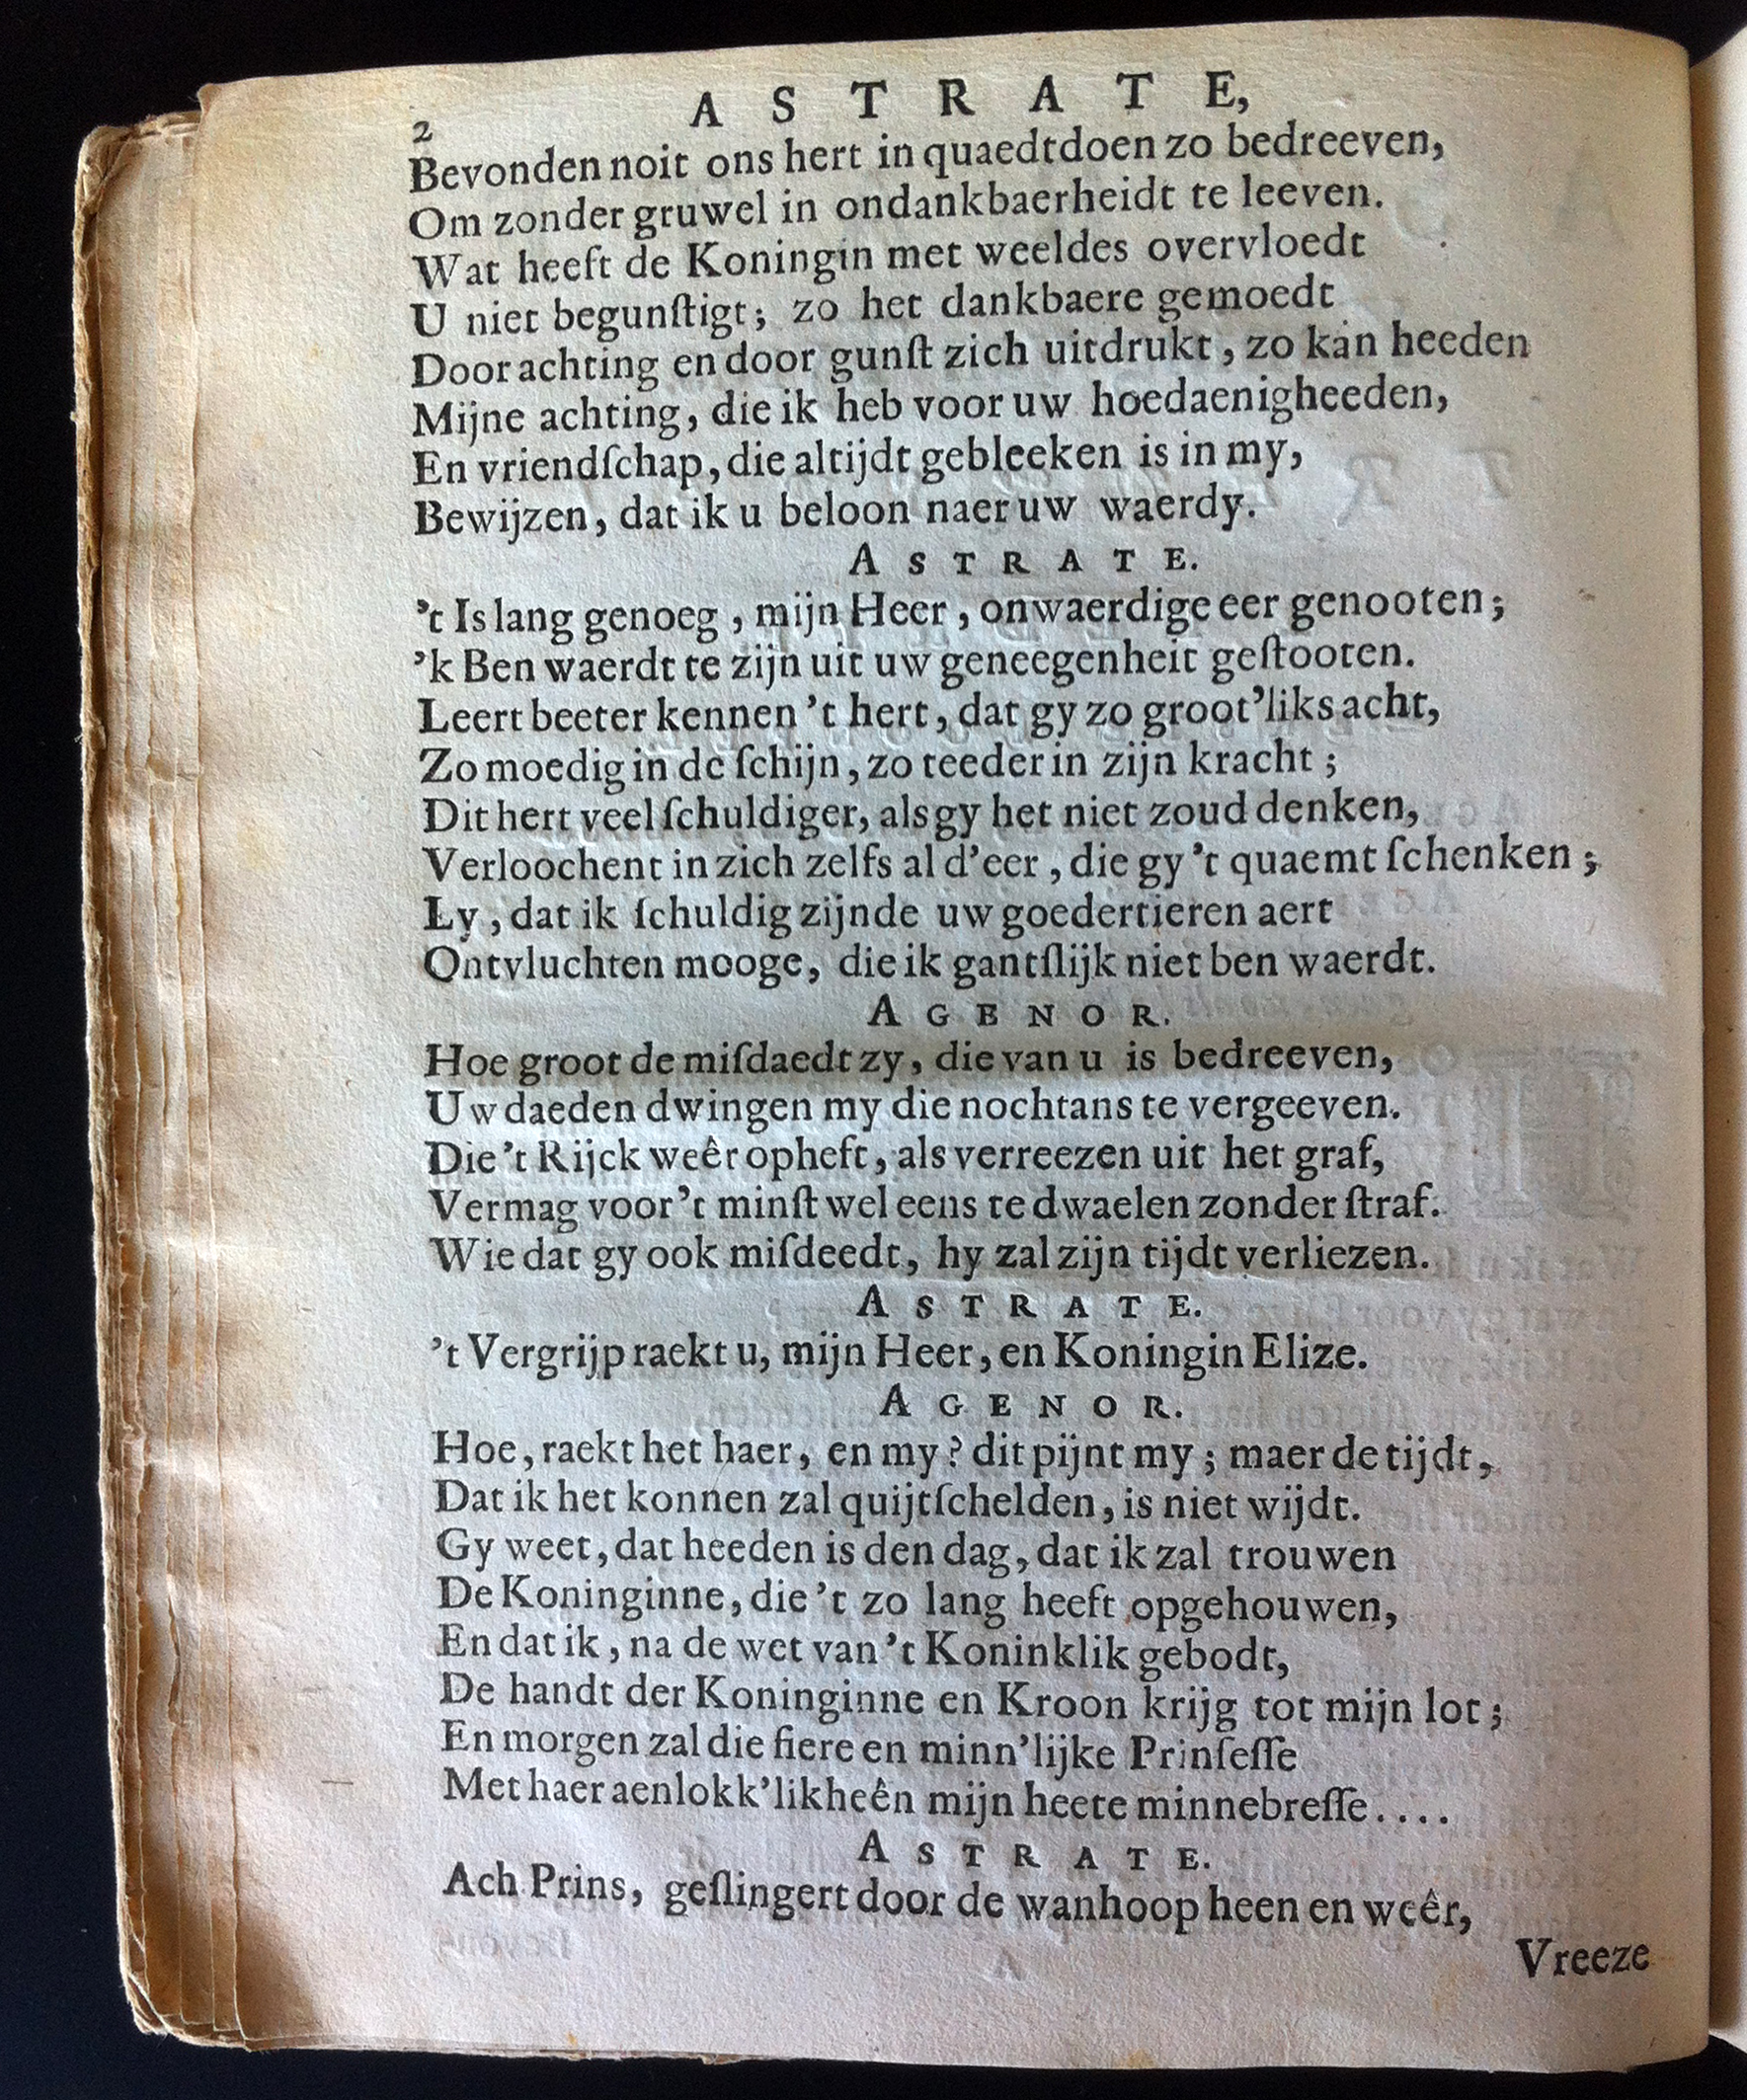 2
ASTRATE,
Bevonden noit ons hert in quaedtdoen zo bedreeven,
Om zonder gruwel in ondankbaerheidt te leeven.
Wat heeft de Koningin met weeldes overvloedt
U niet begunſtigt; zo het dankbaere gemoedt
Door achting en door gunſt zich uitdrukt, zo kan heeden
Mijne achting, die ik heb voor uw hoedaenigheeden,
En vriendſchap, die altijdt gebleeken is in my,
Bewijzen, dat ik u beloon naer uw waerdy.
ASTRATE.
't Is lang genoeg, mijn Heer, onwaerdige eer genooten;
'k Ben waerdt te zijn uit uw geneegenheit geſtooten.
Leert beeter kennen 't hert, dat gy zo groot'liks acht,
Zo moedig in de ſchijn, zo teeder in zijn kracht;
Dit hert veel ſchuldiger, als gy het niet zoud denken,
Verloochent in zich zelfs al d'eer, die gy 't quaemt ſchenken;
Ly, dat ik ſchuldig zijnde uw goedertieren aert
Ontvluchten mooge, die ik gantſlijk niet ben waerdt.
AGENOR.
Hoe groot de miſdaedt zy, die van u is bedreeven,
Uw daeden dwingen my die nochtans te vergeeven.
Die 't Rijck weêr opheft, als verreezen uit het graf,
Vermag voor 't minſt wel eens te dwaelen zonder ſtraf.
Wie dat gy ook miſdeedt, hy zal zijn tijdt verliezen.
ASTRATE.
't Vergrijp raekt u, mijn Heer, en Koningin Elize.
AGENOR.
Hoe, raekt het haer, en my? dit pijnt my; maer de tijdt,
Dat ik het konnen zal quijtſchelden, is niet wijdt.
Gy weet, dat heeden is den dag, dat ik zal trouwen
De Koninginne, die 't zo lang heeft opgehouwen,
En dat ik, na de wet van 't Koninklik gebodt,
De handt der Koninginne en Kroon krijg tot mijn lot;
En morgen zal die fiere en minn'lijke Prinſeſſe
Met haer aenlokk'likheên mijn heete minnebreſſe....
ASTRATE.
Ach Prins, geſlingert door de wanhoop heen en weêr,
Vreeze